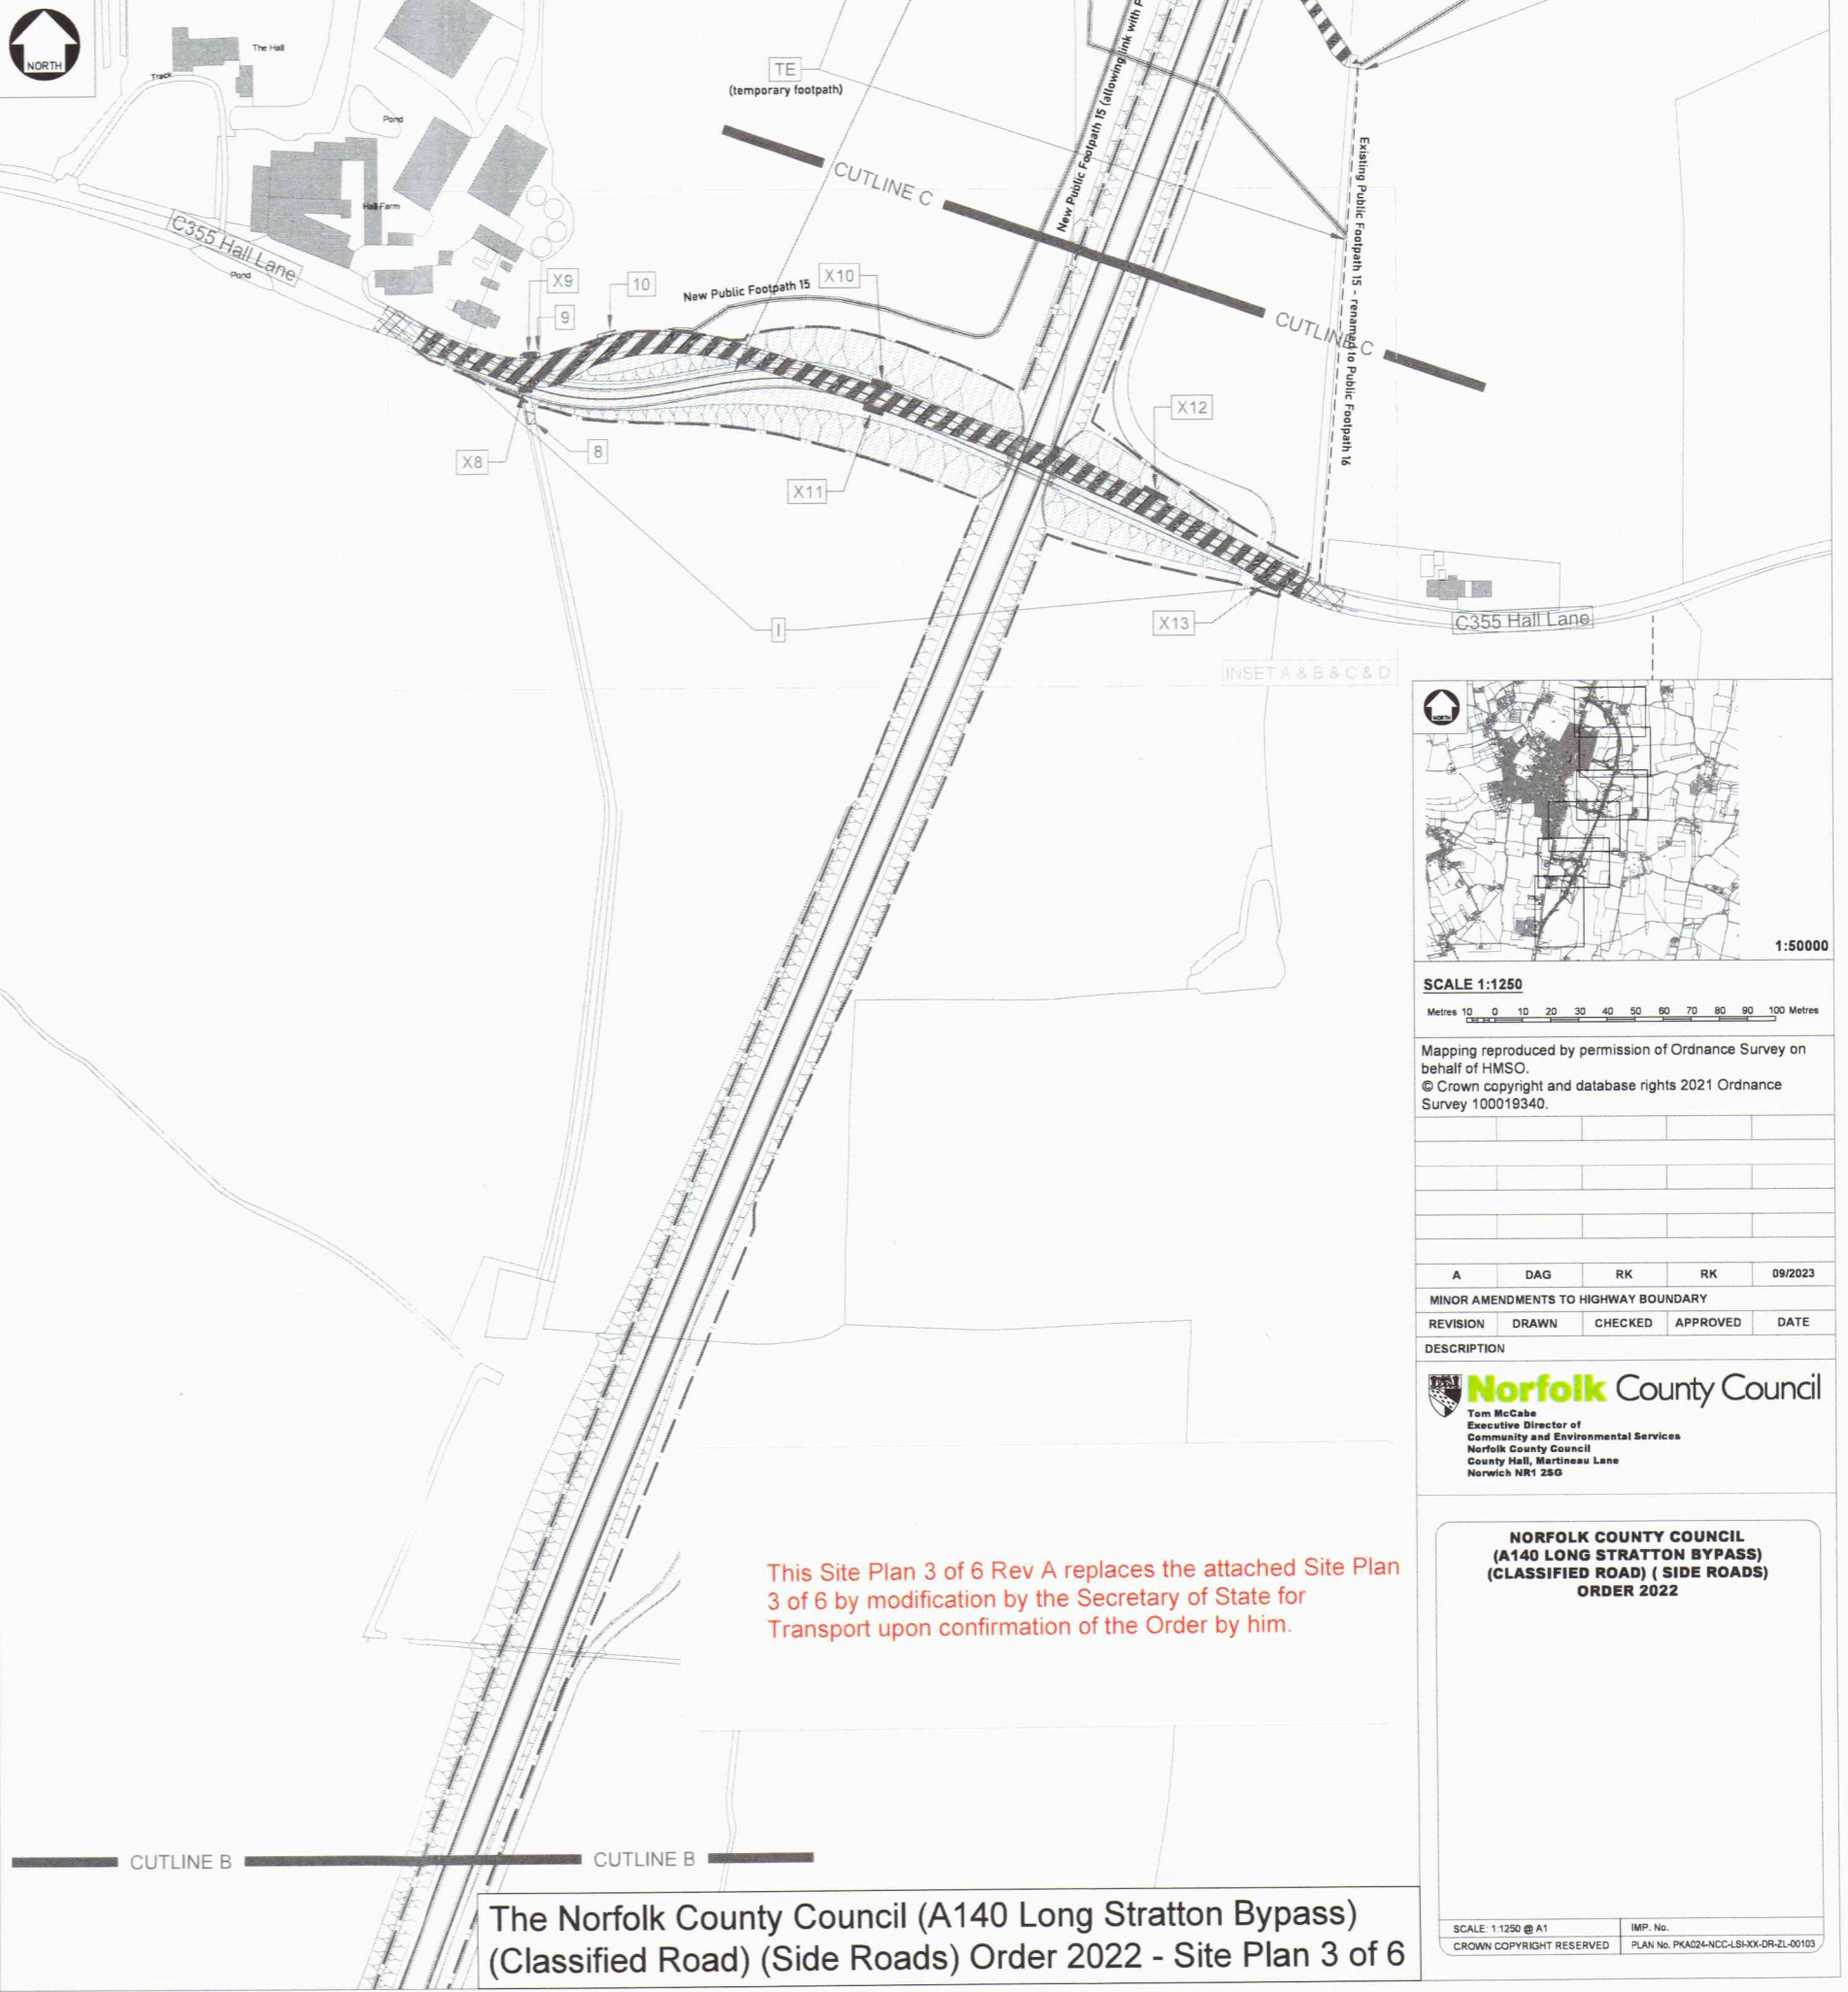 NORTH
The Hall
Track
Pond
Hall Farm
C355 Hall Lane
Pond
TE
(temporary footpath)
New Public Footpath 15 (allowing link with
Existing Public Footpath 15 - renamed to Public Footpath 16
CUTLINE C
CUTLINE C
X9
10
9
New Public Footpath 15
X10
X12
8
X8
X11
I
X13
C355 Hall Lane
INSET A & B & C & D
NORTH
1:50000
SCALE 1:1250
Metres 10 0 10 20 30 40 50 60 70 80 90 100 Metres
Mapping reproduced by permission of Ordnance Survey on
behalf of HMSO.
© Crown copyright and database rights 2021 Ordnance
Survey 100019340.
A DAG RK RK 09/2023
MINOR AMENDMENTS TO HIGHWAY BOUNDARY
REVISION DRAWN CHECKED APPROVED DATE
DESCRIPTION
Norfolk County Council
Tom McCabe
Executive Director of
Community and Environmental Services
Norfolk County Council
County Hall, Martineau Lane
Norwich NR1 2SG
NORFOLK COUNTY COUNCIL
(A140 LONG STRATTON BYPASS)
(CLASSIFIED ROAD) ( SIDE ROADS)
ORDER 2022
This Site Plan 3 of 6 Rev A replaces the attached Site Plan
3 of 6 by modification by the Secretary of State for
Transport upon confirmation of the Order by him.
CUTLINE B
CUTLINE B
The Norfolk County Council (A140 Long Stratton Bypass)
(Classified Road) (Side Roads) Order 2022 - Site Plan 3 of 6
SCALE: 1:1250 @ A1
IMP. No.
CROWN COPYRIGHT RESERVED
PLAN No. PKA024-NCC-LSI-XX-DR-ZL-00103